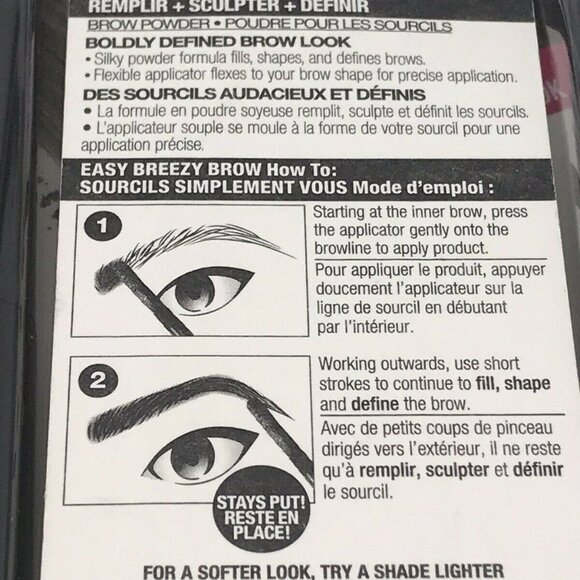 REMPLIR + SCULPTER + DÉFINIR
BROW POWDER • POUDRE POUR LES SOURCILS
BOLDLY DEFINED BROW LOOK
• Silky powder formula fills, shapes, and defines brows.
• Flexible applicator flexes to your brow shape for precise application.
DES SOURCILS AUDACIEUX ET DÉFINIS
• La formule en poudre soyeuse remplit, sculpte et définit les sourcils.
• L'applicateur souple se moule à la forme de votre sourcil pour une
application précise.
EASY BREEZY BROW How To:
SOURCILS SIMPLEMENT VOUS Mode d'emploi :
1
Starting at the inner brow, press
the applicator gently onto the
browline to apply product.
Pour appliquer le produit, appuyer
doucement l'applicateur sur la
ligne de sourcil en débutant
par l'intérieur.
2
Working outwards, use short
strokes to continue to fill, shape
and define the brow.
Avec de petits coups de pinceau
dirigés vers l'extérieur, il ne reste
qu'à remplir, sculpter et définir
le sourcil.
STAYS PUT!
RESTE EN
PLACE!
FOR A SOFTER LOOK, TRY A SHADE LIGHTER